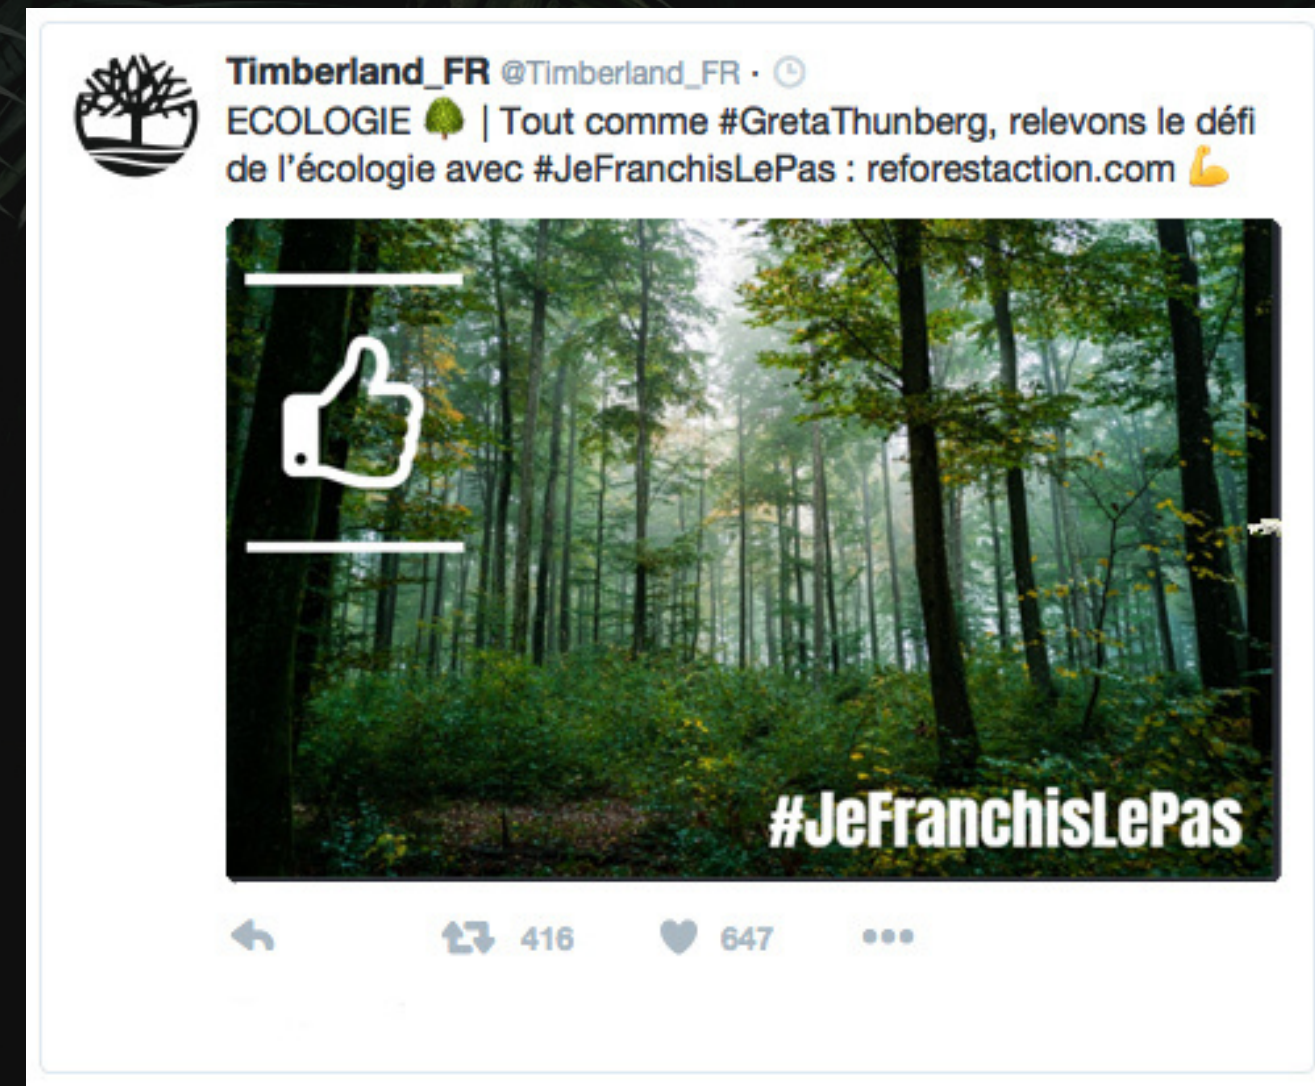 Timberland_FR @Timberland_FR ·
ECOLOGIE 🌳 | Tout comme #GretaThunberg, relevons le défi
de l'écologie avec #JeFranchisLePas : reforestaction.com 💪
#JeFranchisLePas
416 647